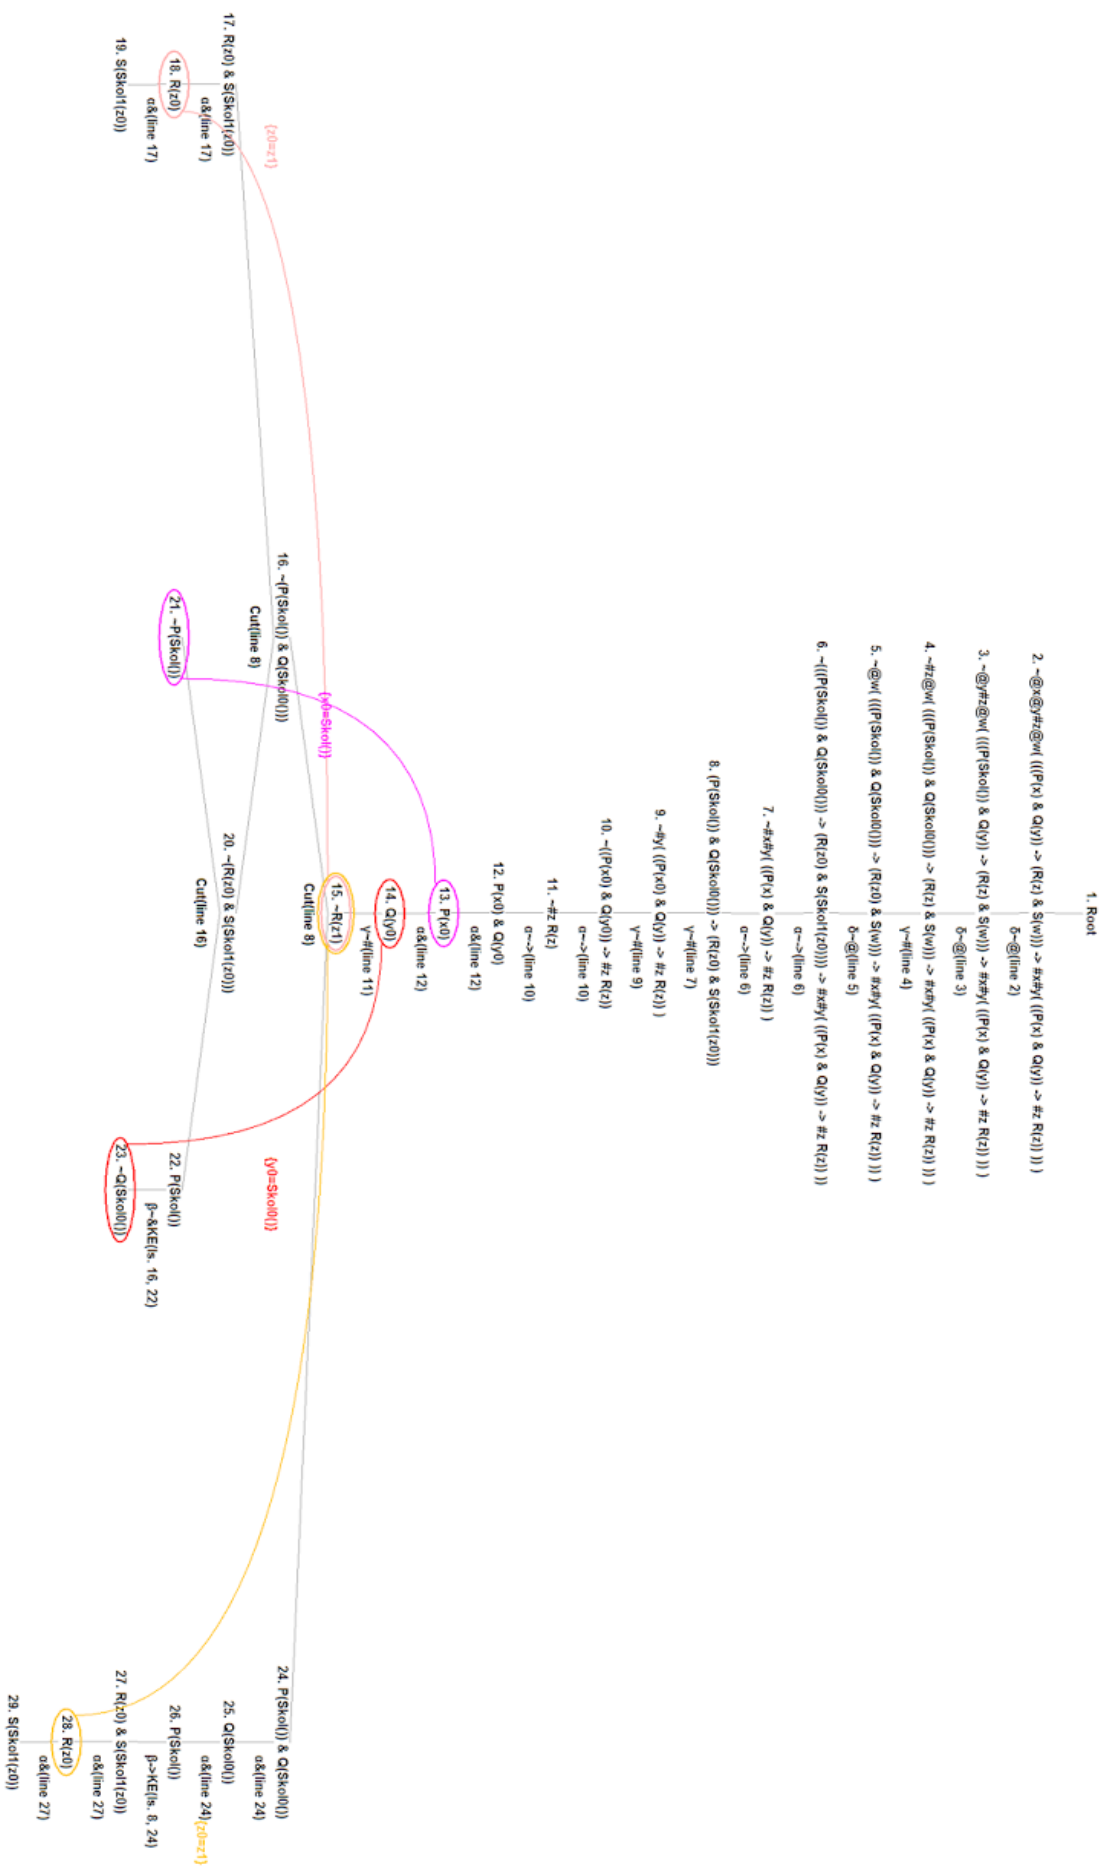 1. Root
2. ~@x@y#z@w( (((P(x) & Q(y)) -> (R(z) & S(w))) -> #x#y( ((P(x) & Q(y)) -> #z R(z)) )) )
δ~@(line 2)
3. ~@y#z@w( (((P(Skol()) & Q(y)) -> (R(z) & S(w))) -> #x#y( ((P(x) & Q(y)) -> #z R(z)) )) )
δ~@(line 3)
4. ~#z@w( (((P(Skol()) & Q(Skol0())) -> (R(z) & S(w))) -> #x#y( ((P(x) & Q(y)) -> #z R(z)) )) )
γ~#(line 4)
5. ~@w( (((P(Skol()) & Q(Skol0())) -> (R(z0) & S(w))) -> #x#y( ((P(x) & Q(y)) -> #z R(z)) )) )
δ~@(line 5)
6. ~(((P(Skol()) & Q(Skol0())) -> (R(z0) & S(Skol1(z0)))) -> #x#y( ((P(x) & Q(y)) -> #z R(z)) ))
α~->(line 6)
7. ~#x#y( ((P(x) & Q(y)) -> #z R(z)) )
α~->(line 6)
8. (P(Skol()) & Q(Skol0())) -> (R(z0) & S(Skol1(z0)))
γ~#(line 7)
9. ~#y( ((P(x0) & Q(y)) -> #z R(z)) )
γ~#(line 9)
10. ~((P(x0) & Q(y0)) -> #z R(z))
α~->(line 10)
11. ~#z R(z)
α~->(line 10)
12. P(x0) & Q(y0)
α&(line 12)
13. P(x0)
α&(line 12)
14. Q(y0)
γ~#(line 11)
15. ~R(z1)
Cut(line 8)
{x0=Skol()}
16. ~(P(Skol()) & Q(Skol0()))
Cut(line 8)
24. P(Skol()) & Q(Skol0())
α&(line 24)
{z0=z1}
{y0=Skol0()}
17. R(z0) & S(Skol1(z0))
α&(line 17)
20. ~(R(z0) & S(Skol1(z0)))
Cut(line 16)
25. Q(Skol0())
α&(line 24)
{z0=z1}
18. R(z0)
α&(line 17)
21. ~P(Skol())
22. P(Skol())
β~&KE(ls. 16, 22)
26. P(Skol())
β->KE(ls. 8, 24)
19. S(Skol1(z0))
23. ~Q(Skol0())
27. R(z0) & S(Skol1(z0))
α&(line 27)
28. R(z0)
α&(line 27)
29. S(Skol1(z0))